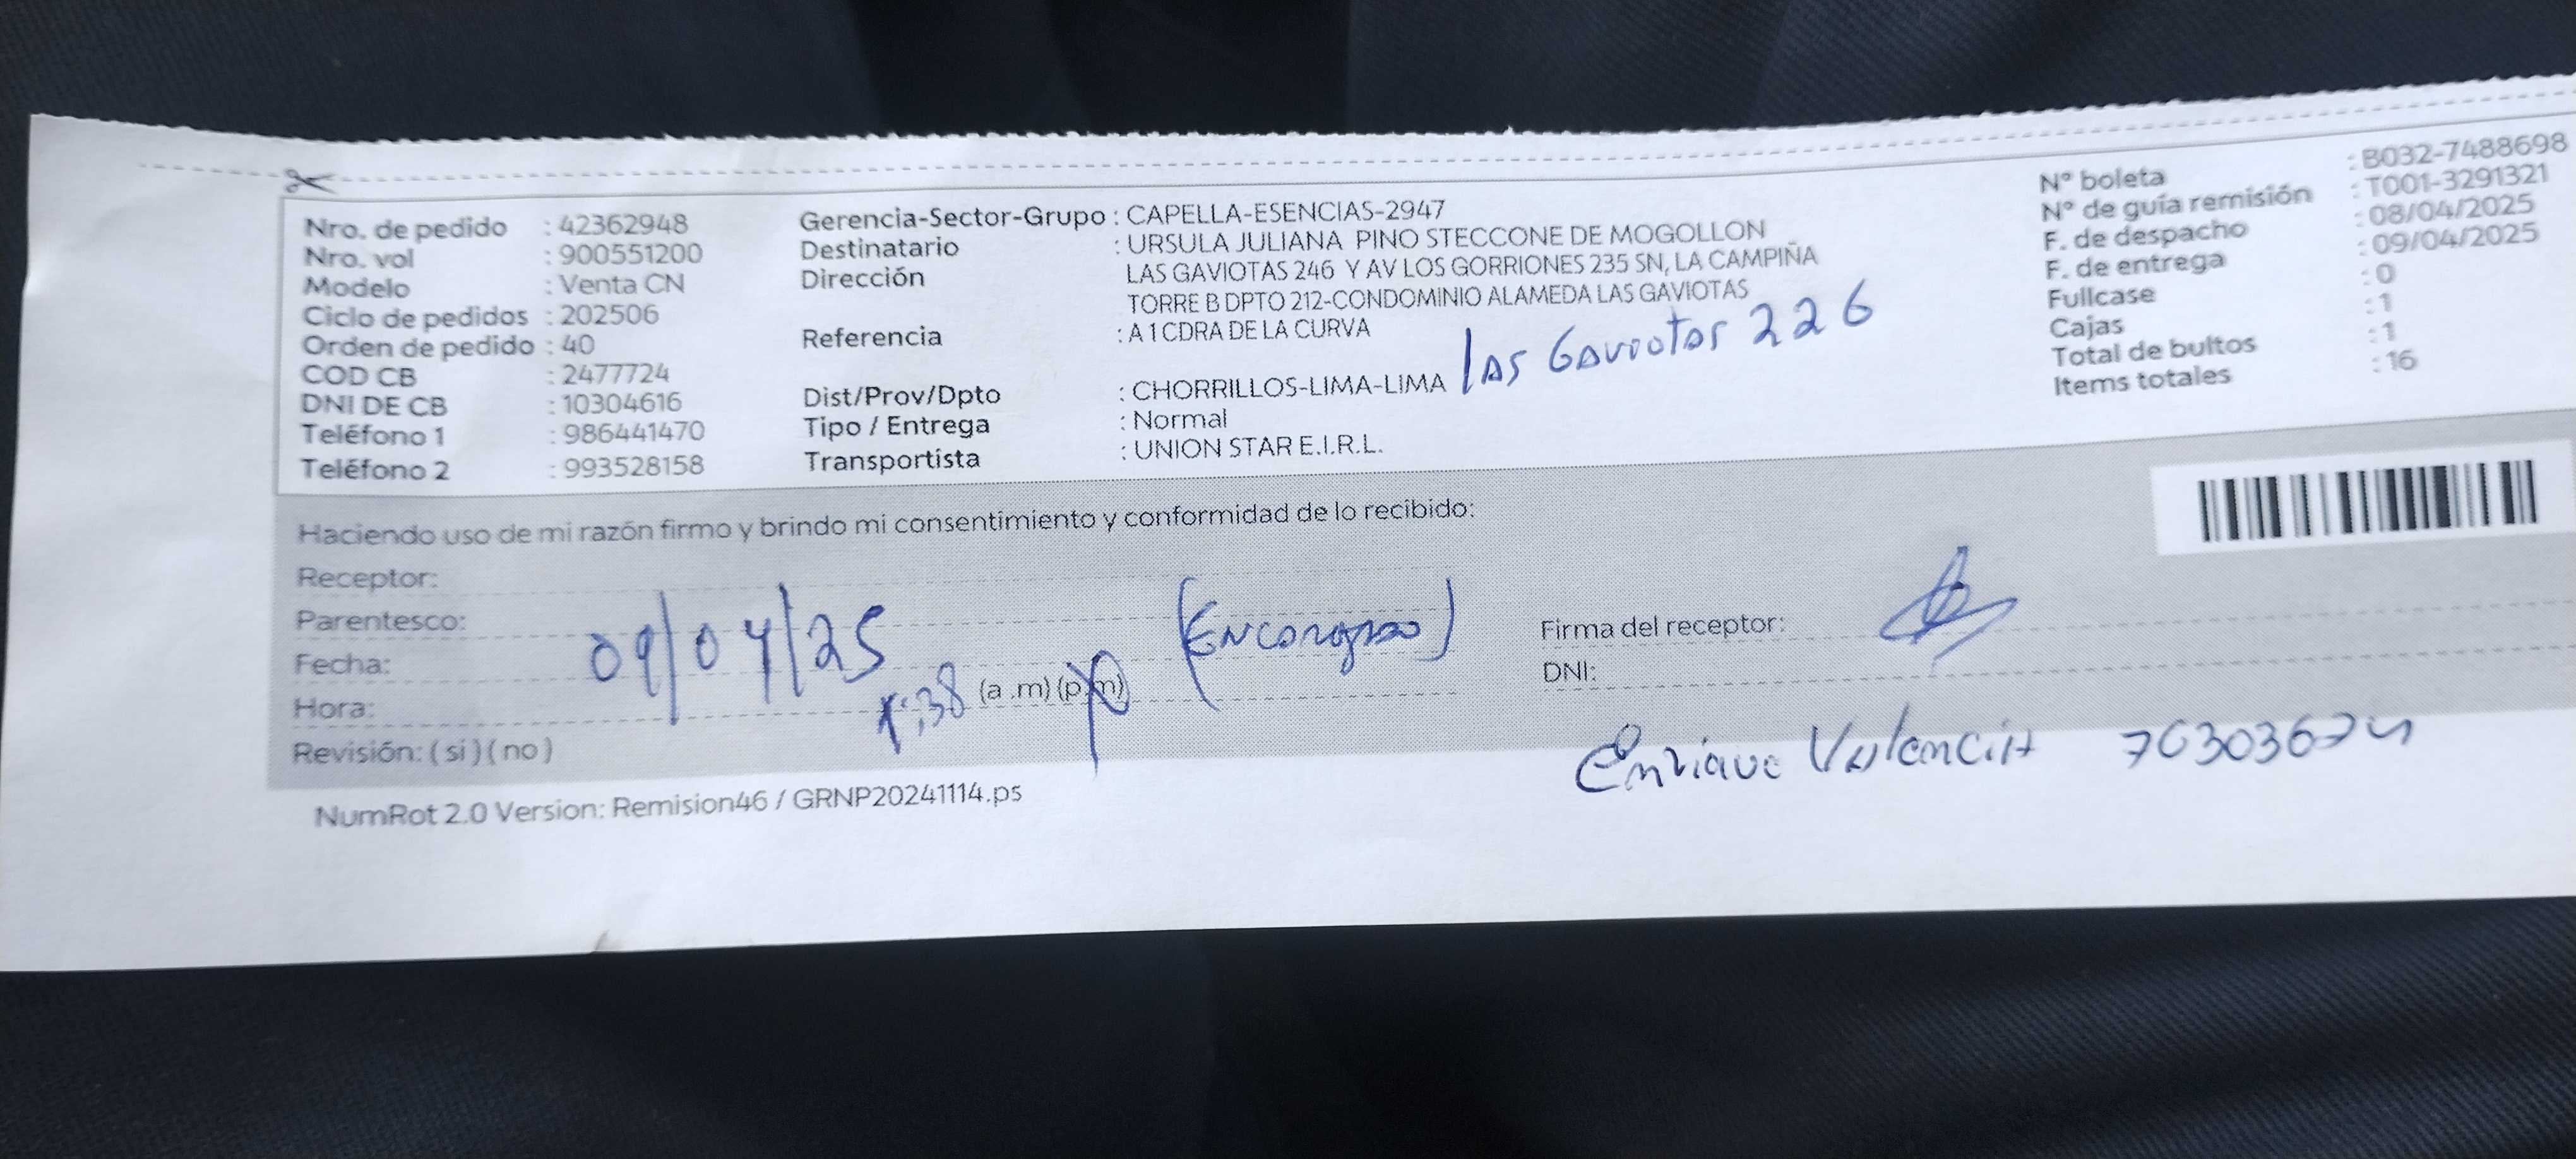 Nro. de pedido : 42362948
Nro. vol : 900551200
Modelo : Venta CN
Ciclo de pedidos : 202506
Orden de pedido : 40
COD CB : 2477724
DNI DE CB : 10304616
Teléfono 1 : 986441470
Teléfono 2 : 993528158
Gerencia-Sector-Grupo : CAPELLA-ESENCIAS-2947
Destinatario : URSULA JULIANA PINO STECCONE DE MOGOLLON
Dirección LAS GAVIOTAS 246 Y AV LOS GORRIONES 235 SN, LA CAMPIÑA
TORRE B DPTO 212-CONDOMINIO ALAMEDA LAS GAVIOTAS
Referencia : A 1 CDRA DE LA CURVA
las Gaviotas 226
Dist/Prov/Dpto : CHORRILLOS-LIMA-LIMA
Tipo / Entrega : Normal
Transportista : UNION STAR E.I.R.L.
Nº boleta : B032-7488698
Nº de guía remisión : T001-3291321
F. de despacho : 08/04/2025
F. de entrega : 09/04/2025
Fullcase : 0
Cajas : 1
Total de bultos : 1
Items totales : 16
Haciendo uso de mi razón firmo y brindo mi consentimiento y conformidad de lo recibido:
Receptor:
Parentesco:
Fecha: 09/04/25
Hora: 1:38 (a .m) (p.m)
Revisión: ( si ) ( no )
Firma del receptor:
DNI:
Enrique Valencia
NumRot 2.0 Version: Remision46 / GRNP20241114.ps